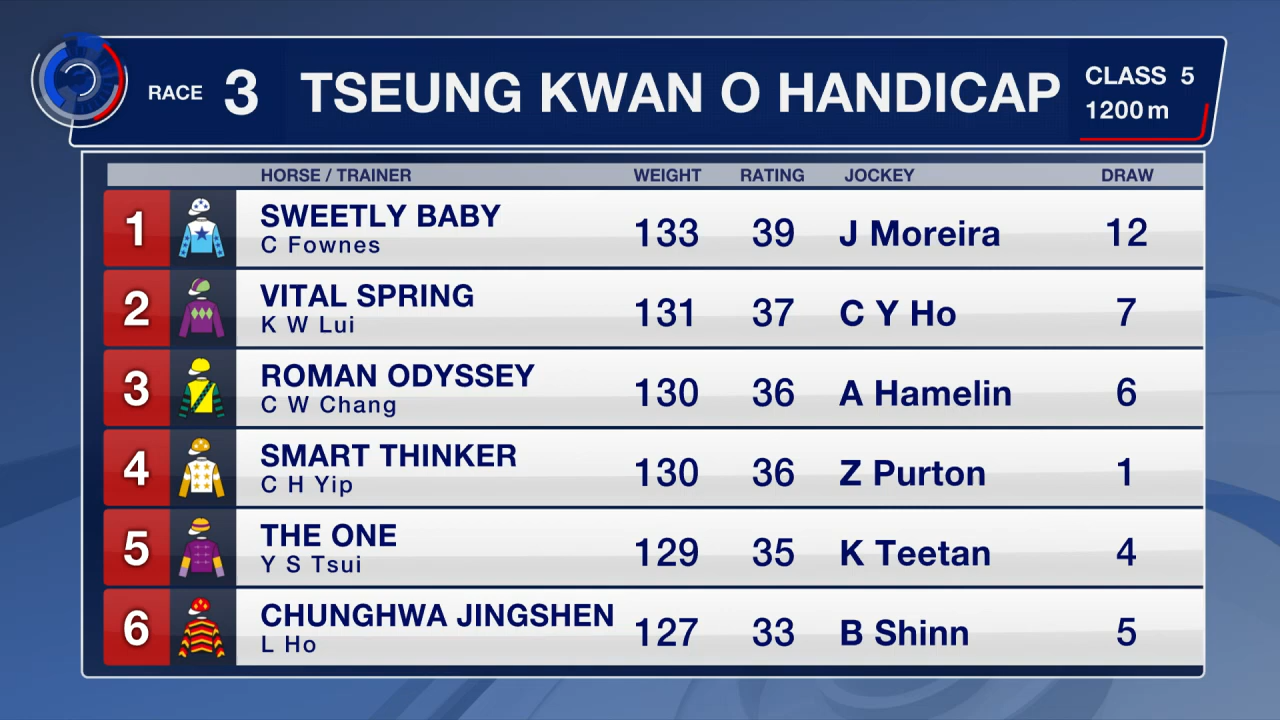 RACE 3 TSEUNG KWAN O HANDICAP CLASS 5
1200 m
HORSE / TRAINER WEIGHT RATING JOCKEY DRAW
1 SWEETLY BABY 133 39 J Moreira 12
C Fownes
2 VITAL SPRING 131 37 C Y Ho 7
K W Lui
3 ROMAN ODYSSEY 130 36 A Hamelin 6
C W Chang
4 SMART THINKER 130 36 Z Purton 1
C H Yip
5 THE ONE 129 35 K Teetan 4
Y S Tsui
6 CHUNGHWA JINGSHEN 127 33 B Shinn 5
L Ho